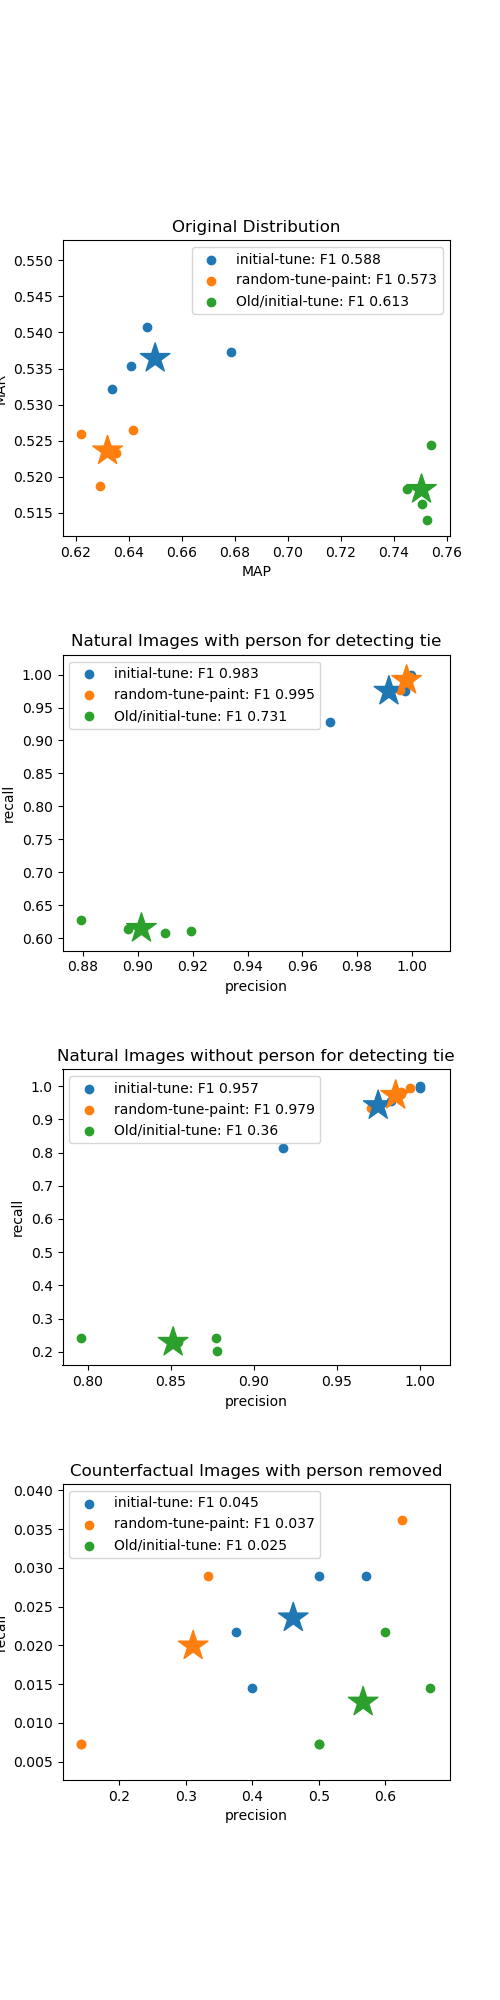 Original Distribution
initial-tune: F1 0.588
random-tune-paint: F1 0.573
Old/initial-tune: F1 0.613
0.550
0.545
0.540
0.535
0.530
0.525
0.520
0.515
MAR
0.62 0.64 0.66 0.68 0.70 0.72 0.74 0.76
MAP
Natural Images with person for detecting tie
initial-tune: F1 0.983
random-tune-paint: F1 0.995
Old/initial-tune: F1 0.731
1.00
0.95
0.90
0.85
0.80
0.75
0.70
0.65
0.60
recall
0.88 0.90 0.92 0.94 0.96 0.98 1.00
precision
Natural Images without person for detecting tie
initial-tune: F1 0.957
random-tune-paint: F1 0.979
Old/initial-tune: F1 0.36
1.0
0.9
0.8
0.7
0.6
0.5
0.4
0.3
0.2
recall
0.80 0.85 0.90 0.95 1.00
precision
Counterfactual Images with person removed
initial-tune: F1 0.045
random-tune-paint: F1 0.037
Old/initial-tune: F1 0.025
0.040
0.035
0.030
0.025
0.020
0.015
0.010
0.005
recall
0.2 0.3 0.4 0.5 0.6
precision